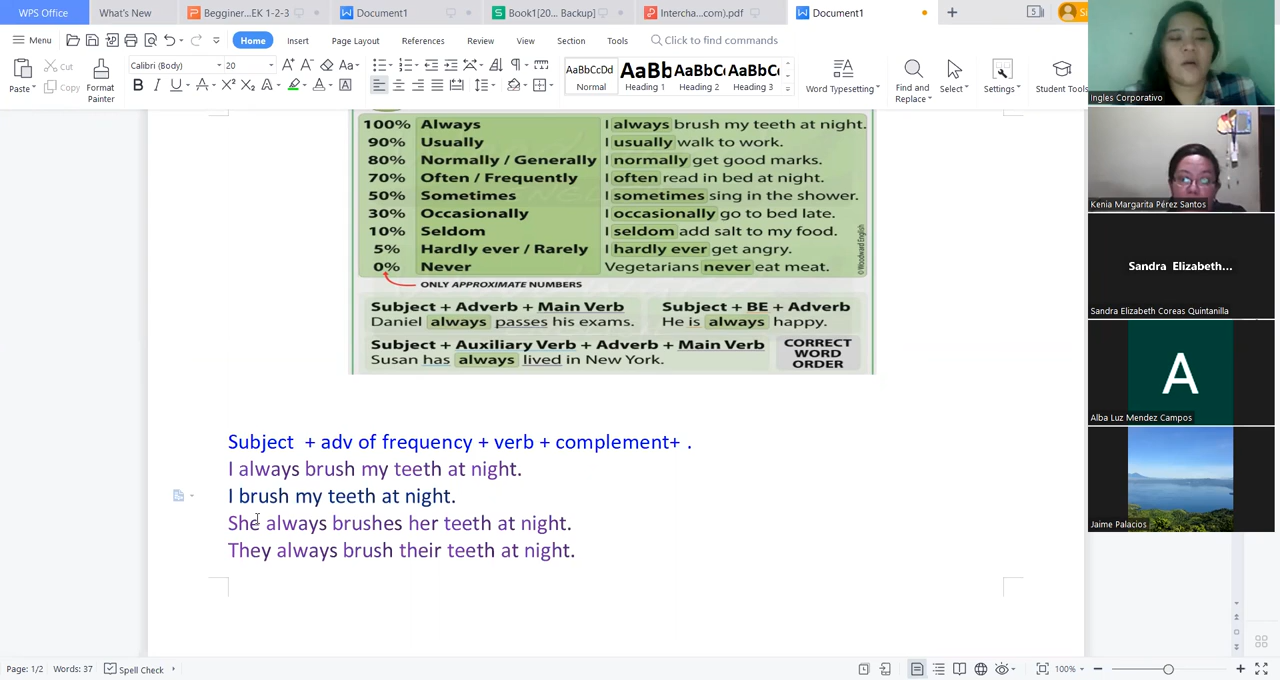 WPS Office
What's New
Begginer...EK 1-2-3
Document1
Book1[20... Backup]
Intercha...com).pdf
Document1
Menu
Home
Insert
Page Layout
References
Review
View
Section
Tools
Click to find commands
Paste
Cut
Copy
Format Painter
Calibri (Body)
20
AaBbCcDd
Normal
AaBb
Heading 1
AaBbCc
Heading 2
AaBbCc
Heading 3
Word Typesetting
Find and Replace
Select
Settings
Student Tools
100% Always I always brush my teeth at night.
90% Usually I usually walk to work.
80% Normally / Generally I normally get good marks.
70% Often / Frequently I often read in bed at night.
50% Sometimes I sometimes sing in the shower.
30% Occasionally I occasionally go to bed late.
10% Seldom I seldom add salt to my food.
5% Hardly ever / Rarely I hardly ever get angry.
0% Never Vegetarians never eat meat.
© Woodward English
ONLY APPROXIMATE NUMBERS
Subject + Adverb + Main Verb
Daniel always passes his exams.
Subject + BE + Adverb
He is always happy.
Subject + Auxiliary Verb + Adverb + Main Verb
Susan has always lived in New York.
CORRECT
WORD
ORDER
Subject + adv of frequency + verb + complement+ .
I always brush my teeth at night.
I brush my teeth at night.
She always brushes her teeth at night.
They always brush their teeth at night.
Page: 1/2
Words: 37
Spell Check
100%
Ingles Corporativo
Kenia Margarita Pérez Santos
Sandra Elizabeth...
Sandra Elizabeth Coreas Quintanilla
A
Alba Luz Mendez Campos
Jaime Palacios